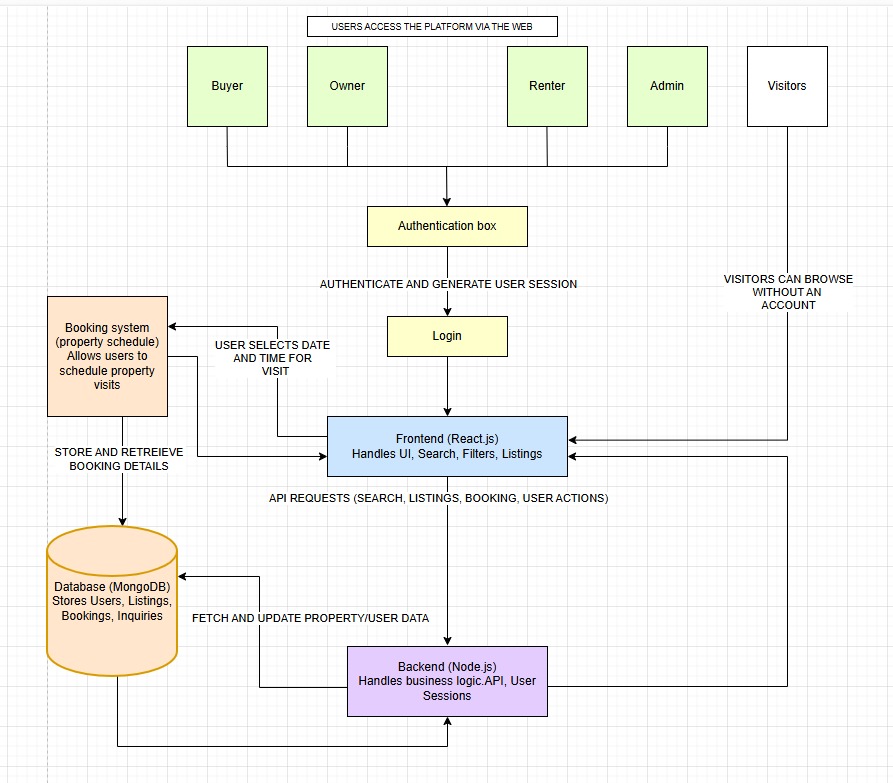 USERS ACCESS THE PLATFORM VIA THE WEB
Buyer
Owner
Renter
Admin
Visitors
Authentication box
AUTHENTICATE AND GENERATE USER SESSION
VISITORS CAN BROWSE
WITHOUT AN
ACCOUNT
Login
Booking system
(property schedule)
Allows users to
schedule property
visits
USER SELECTS DATE
AND TIME FOR
VISIT
Frontend (React.js)
Handles UI, Search, Filters, Listings
STORE AND RETREIEVE
BOOKING DETAILS
API REQUESTS (SEARCH, LISTINGS, BOOKING, USER ACTIONS)
Database (MongoDB)
Stores Users, Listings,
Bookings, Inquiries
FETCH AND UPDATE PROPERTY/USER DATA
Backend (Node.js)
Handles business logic.API, User
Sessions